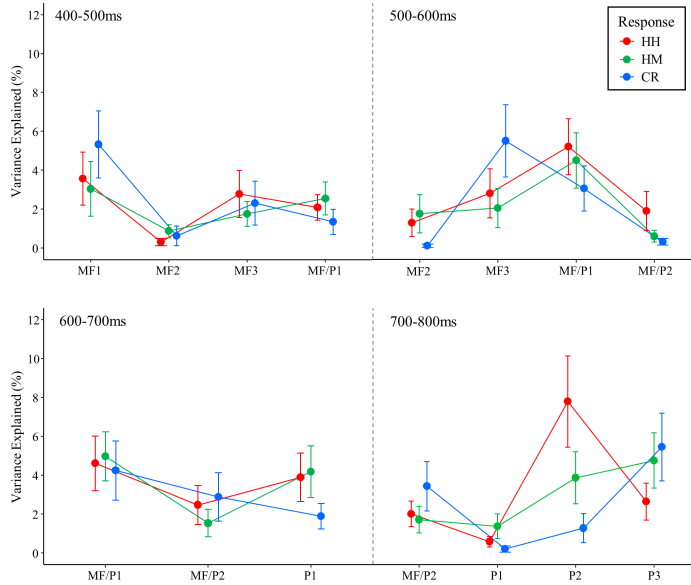 400-500ms
500-600ms
Response
HH
HM
CR
Variance Explained (%)
12
10
8
6
4
2
0
MF1 MF2 MF3 MF/P1
MF2 MF3 MF/P1 MF/P2
600-700ms
700-800ms
Variance Explained (%)
12
10
8
6
4
2
0
MF/P1 MF/P2 P1
MF/P2 P1 P2 P3